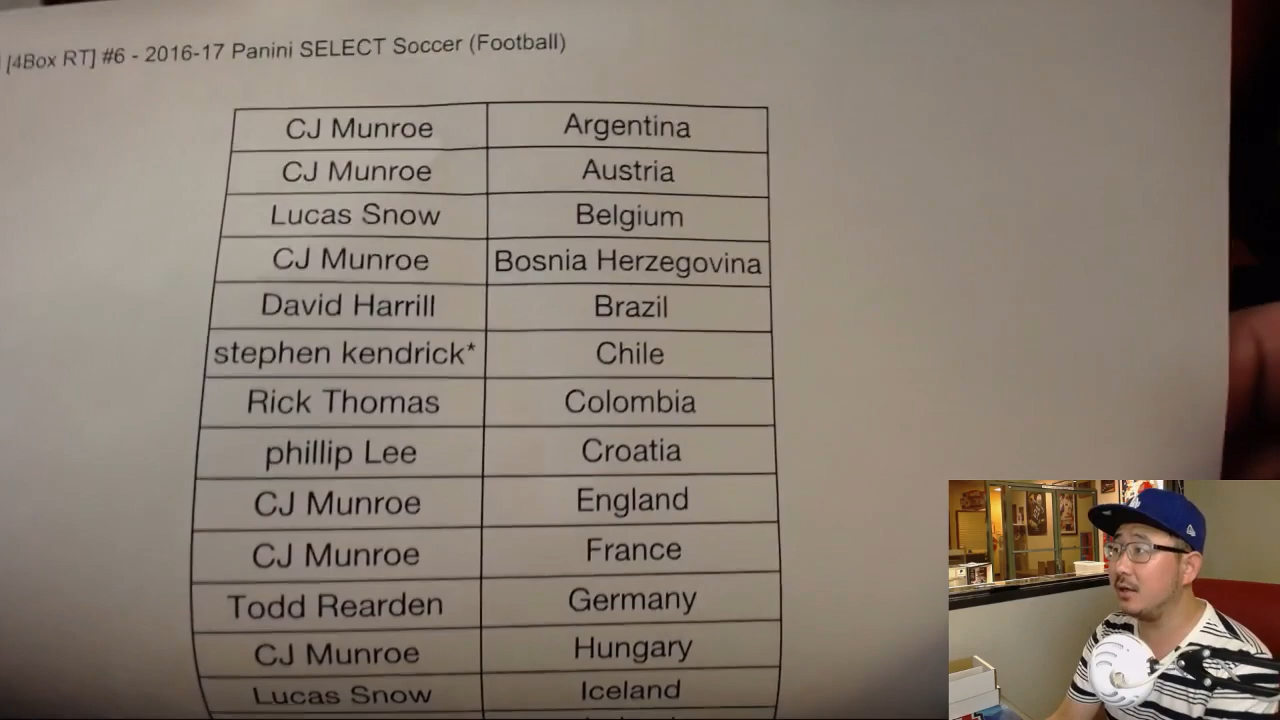 [4Box RT] #6 - 2016-17 Panini SELECT Soccer (Football)
CJ Munroe Argentina
CJ Munroe Austria
Lucas Snow Belgium
CJ Munroe Bosnia Herzegovina
David Harrill Brazil
stephen kendrick* Chile
Rick Thomas Colombia
phillip Lee Croatia
CJ Munroe England
CJ Munroe France
Todd Rearden Germany
CJ Munroe Hungary
Lucas Snow Iceland